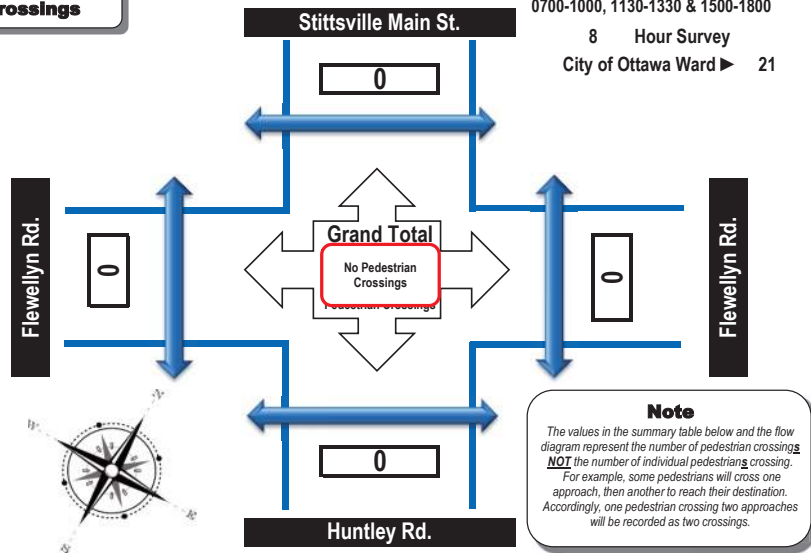 rossings
0700-1000, 1130-1330 & 1500-1800
8 Hour Survey
City of Ottawa Ward ► 21
Stittsville Main St.
0
Flewellyn Rd.
0
Grand Total
No Pedestrian
Crossings
Pedestrian Crossings
0
Flewellyn Rd.
0
Huntley Rd.
N
W
E
S
Note
The values in the summary table below and the flow
diagram represent the number of pedestrian crossings
NOT the number of individual pedestrians crossing.
For example, some pedestrians will cross one
approach, then another to reach their destination.
Accordingly, one pedestrian crossing two approaches
will be recorded as two crossings.